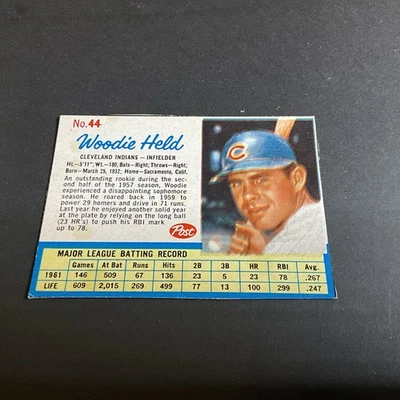 No. 44
Woodie Held
CLEVELAND INDIANS — INFIELDER
Ht.—5'11"; Wt.—180; Bats—Right; Throws—Right;
Born—March 25, 1932; Home—Sacramento, Calif.
An outstanding rookie during the sec-
ond half of the 1957 season, Woodie
experienced a disappointing sophomore
season. He roared back in 1959 to
power 29 homers and drive in 71 runs.
Last year he enjoyed another solid year
at the plate by relying on the long ball
(23 HR's) to push his RBI mark
up to 78.
C
Post
MAJOR LEAGUE BATTING RECORD
Games At Bat Runs Hits 2B 3B HR RBI Avg.
1961 146 509 67 136 23 5 23 78 .267
LIFE 609 2,015 269 499 77 13 100 299 .247